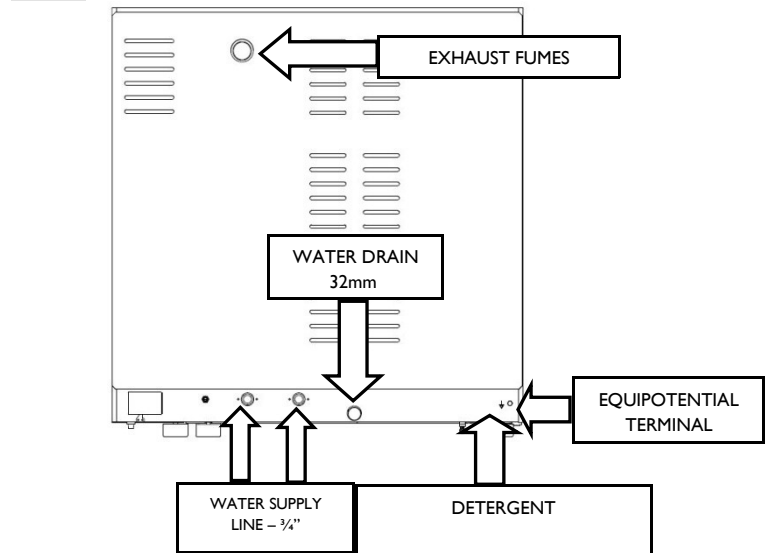 EXHAUST FUMES
WATER DRAIN
32mm
EQUIPOTENTIAL
TERMINAL
WATER SUPPLY
LINE – ¾”
DETERGENT